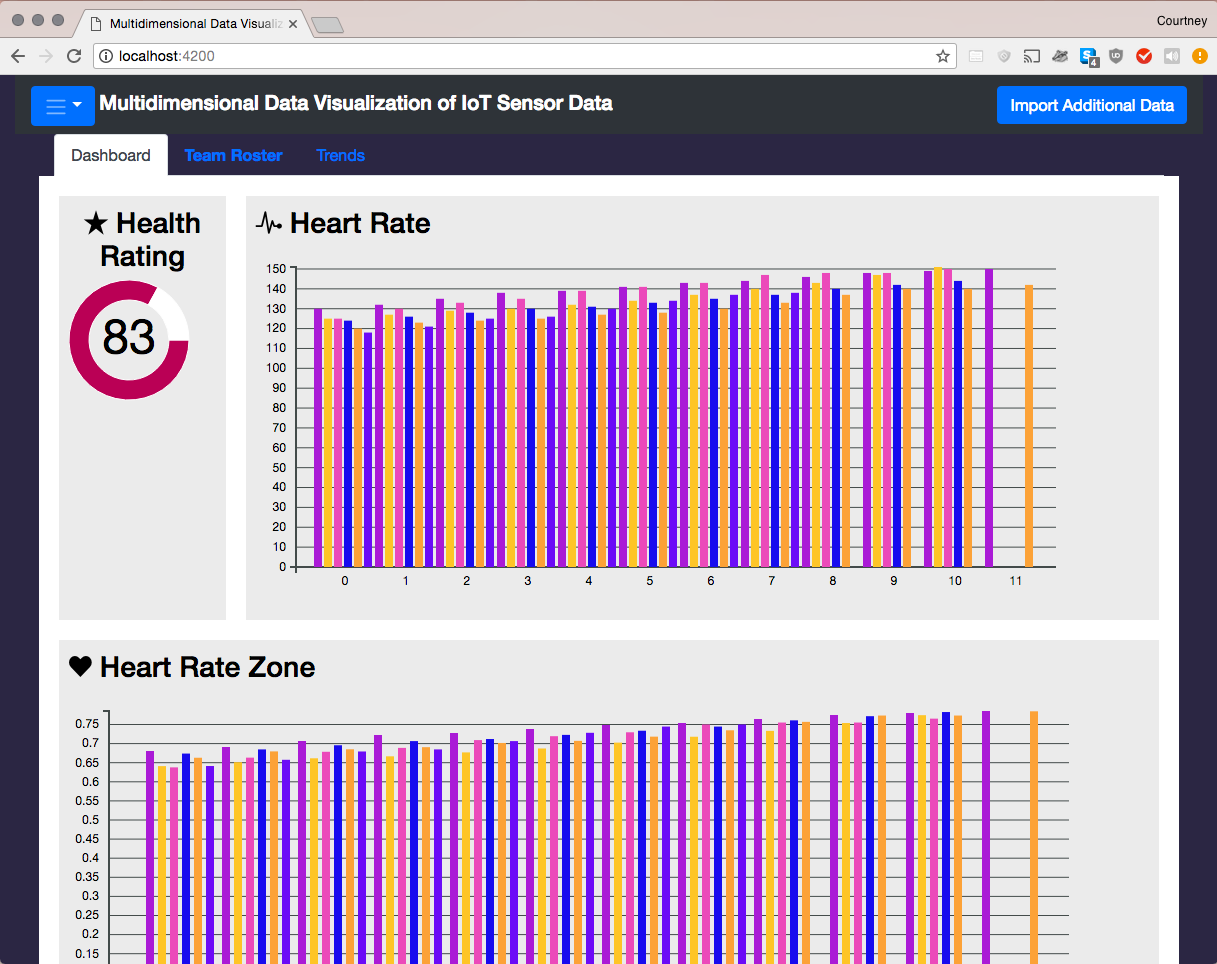 Multidimensional Data Visualiz
Courtney
localhost:4200
4
Multidimensional Data Visualization of IoT Sensor Data
Import Additional Data
Dashboard Team Roster Trends
Health
Rating
83
Heart Rate
150
140
130
120
110
100
90
80
70
60
50
40
30
20
10
0
0 1 2 3 4 5 6 7 8 9 10 11
Heart Rate Zone
0.75
0.7
0.65
0.6
0.55
0.5
0.45
0.4
0.35
0.3
0.25
0.2
0.15